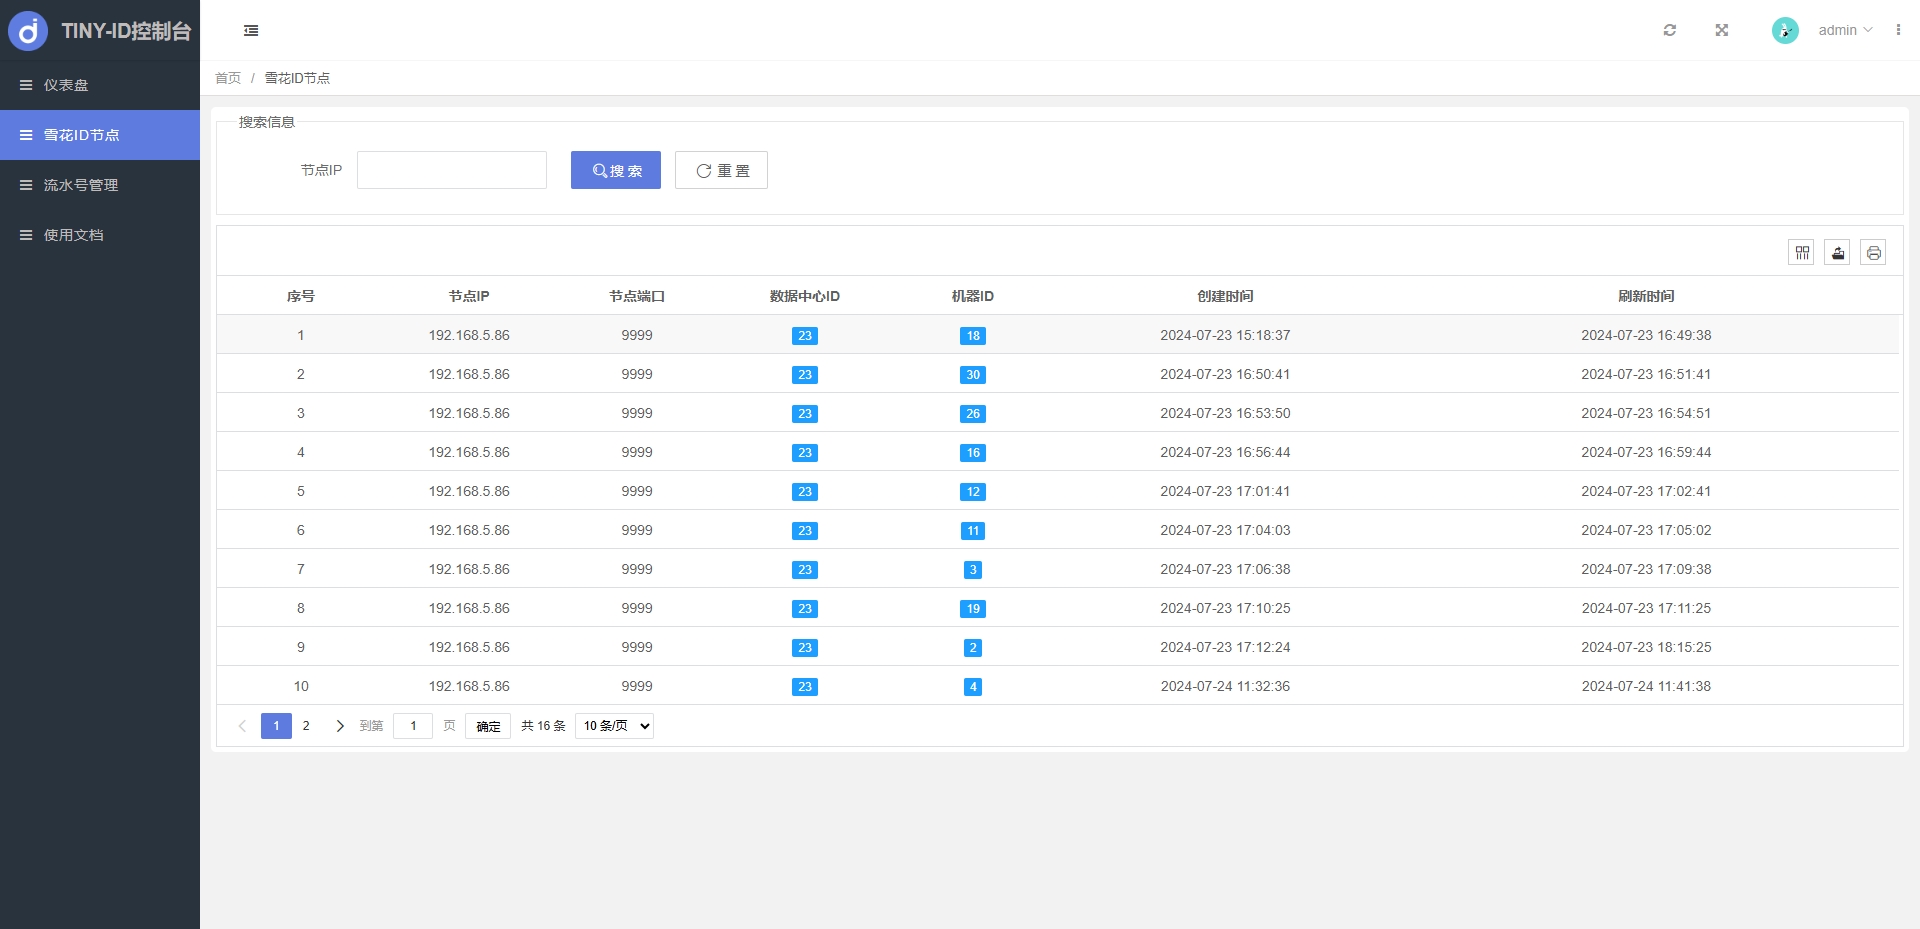 TINY-ID控制台
admin
仪表盘
雪花ID节点
流水号管理
使用文档
首页 / 雪花ID节点
搜索信息
节点IP 搜 索 重 置
序号 节点IP 节点端口 数据中心ID 机器ID 创建时间 刷新时间
1 192.168.5.86 9999 23 18 2024-07-23 15:18:37 2024-07-23 16:49:38
2 192.168.5.86 9999 23 30 2024-07-23 16:50:41 2024-07-23 16:51:41
3 192.168.5.86 9999 23 26 2024-07-23 16:53:50 2024-07-23 16:54:51
4 192.168.5.86 9999 23 16 2024-07-23 16:56:44 2024-07-23 16:59:44
5 192.168.5.86 9999 23 12 2024-07-23 17:01:41 2024-07-23 17:02:41
6 192.168.5.86 9999 23 11 2024-07-23 17:04:03 2024-07-23 17:05:02
7 192.168.5.86 9999 23 3 2024-07-23 17:06:38 2024-07-23 17:09:38
8 192.168.5.86 9999 23 19 2024-07-23 17:10:25 2024-07-23 17:11:25
9 192.168.5.86 9999 23 2 2024-07-23 17:12:24 2024-07-23 18:15:25
10 192.168.5.86 9999 23 4 2024-07-24 11:32:36 2024-07-24 11:41:38
1 2 到第 1 页 确定 共 16 条 10 条/页